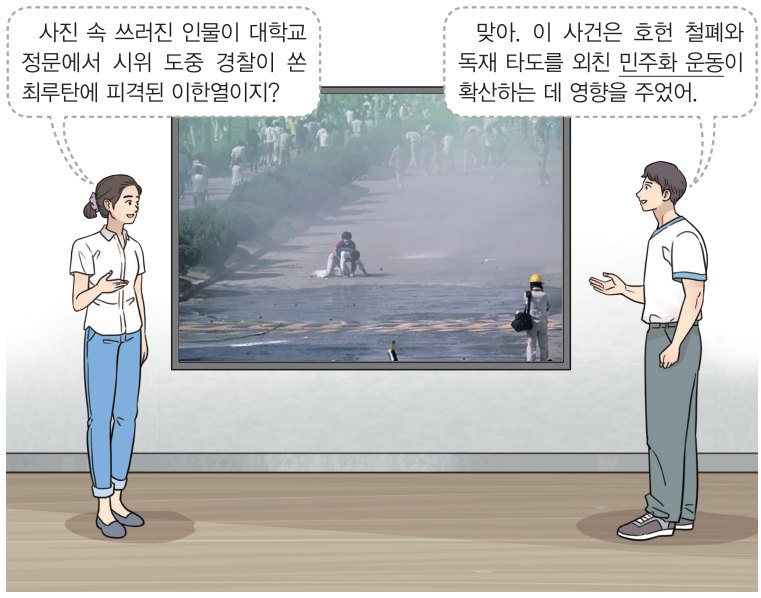 사진 속 쓰러진 인물이 대학교
정문에서 시위 도중 경찰이 쏜
최루탄에 피격된 이한열이지?
맞아. 이 사건은 호헌 철폐와
독재 타도를 외친 민주화 운동이
확산하는 데 영향을 주었어.